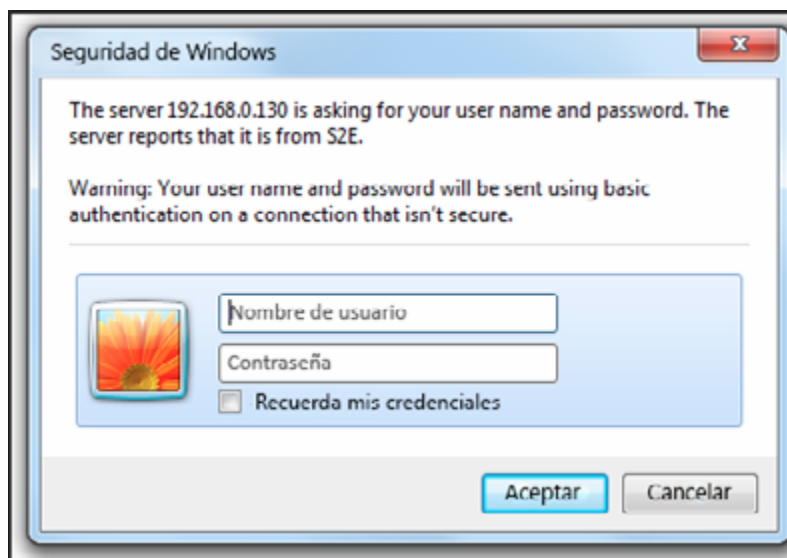 Seguridad de Windows
The server 192.168.0.130 is asking for your user name and password. The
server reports that it is from S2E.
Warning: Your user name and password will be sent using basic
authentication on a connection that isn't secure.
Nombre de usuario
Contraseña
Recuerda mis credenciales
Aceptar
Cancelar